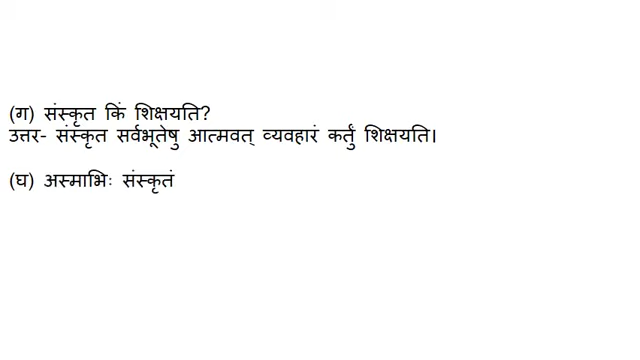 (ग) संस्कृत किं शिक्षयति?
उत्तर- संस्कृत सर्वभूतेषु आत्मवत् व्यवहारं कर्तुं शिक्षयति।
(घ) अस्माभिः संस्कृतं